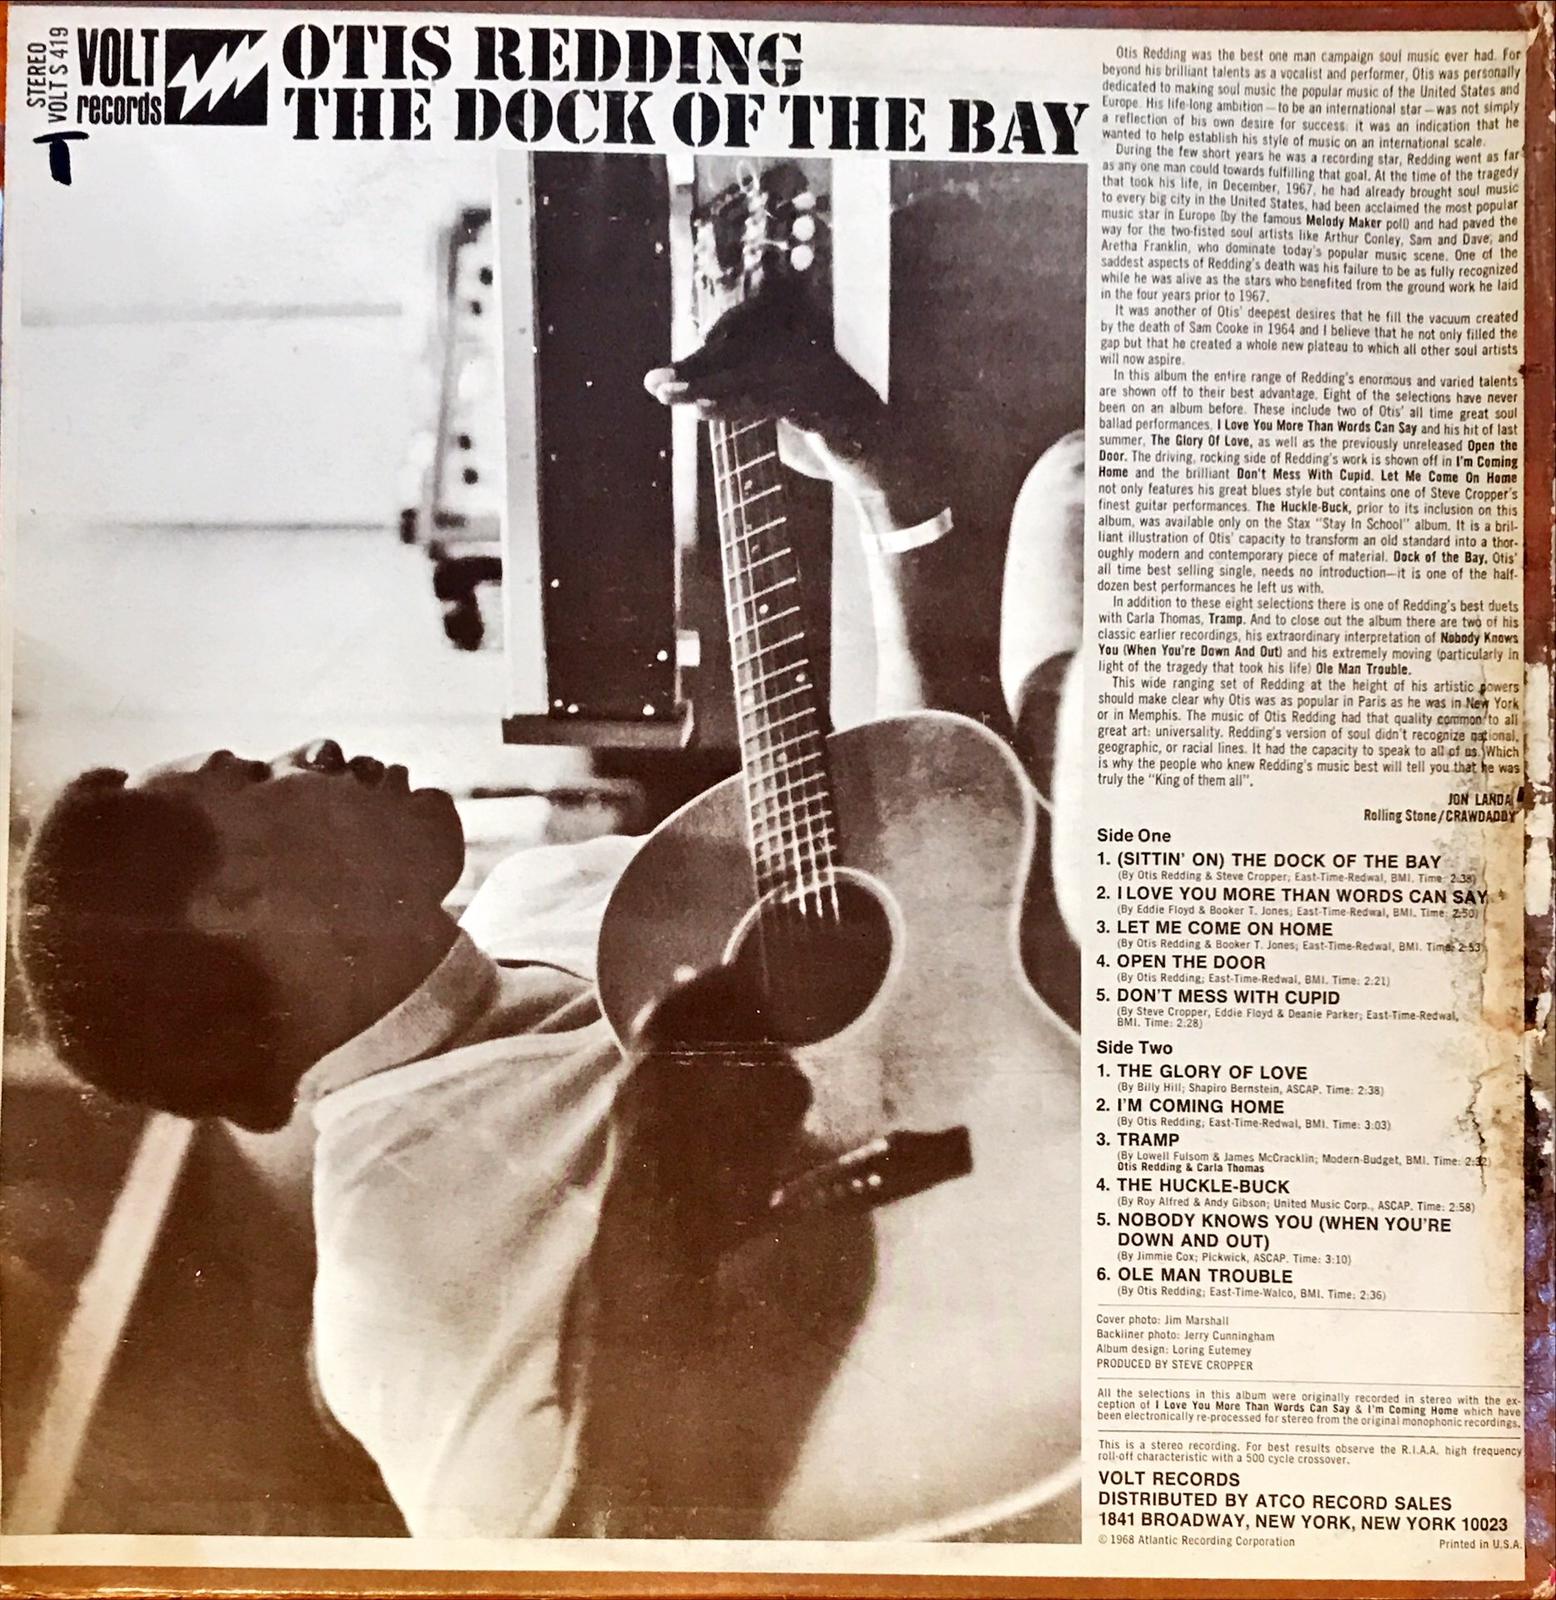 STEREO
VOLT S 419
VOLT
records
OTIS REDDING
THE DOCK OF THE BAY
T
Otis Redding was the best one man campaign soul music ever had. For
beyond his brilliant talents as a vocalist and performer, Otis was personally
dedicated to making soul music the popular music of the United States and
Europe. His life-long ambition — to be an international star — was not simply
a reflection of his own desire for success: it was an indication that he
wanted to help establish his style of music on an international scale.
During the few short years he was a recording star, Redding went as far
as any one man could towards fulfilling that goal. At the time of the tragedy
that took his life, in December, 1967, he had already brought soul music
to every big city in the United States, had been acclaimed the most popular
music star in Europe (by the famous Melody Maker poll) and had paved the
way for the two-fisted soul artists like Arthur Conley, Sam and Dave, and
Aretha Franklin, who dominate today's popular music scene. One of the
saddest aspects of Redding's death was his failure to be as fully recognized
while he was alive as the stars who benefited from the ground work he laid
in the four years prior to 1967.
It was another of Otis' deepest desires that he fill the vacuum created
by the death of Sam Cooke in 1964 and I believe that he not only filled the
gap but that he created a whole new plateau to which all other soul artists
will now aspire.
In this album the entire range of Redding's enormous and varied talents
are shown off to their best advantage. Eight of the selections have never
been on an album before. These include two of Otis' all time great soul
ballad performances, I Love You More Than Words Can Say and his hit of last
summer, The Glory Of Love, as well as the previously unreleased Open the
Door. The driving, rocking side of Redding's work is shown off in I'm Coming
Home and the brilliant Don't Mess With Cupid. Let Me Come On Home
not only features his great blues style but contains one of Steve Cropper's
finest guitar performances. The Huckle-Buck, prior to its inclusion on this
album, was available only on the Stax "Stay In School" album. It is a bril-
liant illustration of Otis' capacity to transform an old standard into a thor-
oughly modern and contemporary piece of material. Dock of the Bay, Otis'
all time best selling single, needs no introduction—it is one of the half-
dozen best performances he left us with.
In addition to these eight selections there is one of Redding's best duets
with Carla Thomas, Tramp. And to close out the album there are two of his
classic earlier recordings, his extraordinary interpretation of Nobody Knows
You (When You're Down And Out) and his extremely moving (particularly in
light of the tragedy that took his life) Ole Man Trouble.
This wide ranging set of Redding at the height of his artistic powers
should make clear why Otis was as popular in Paris as he was in New York
or in Memphis. The music of Otis Redding had that quality common to all
great art: universality. Redding's version of soul didn't recognize national,
geographic, or racial lines. It had the capacity to speak to all of us. Which
is why the people who knew Redding's music best will tell you that he was
truly the "King of them all".
JON LANDA
Rolling Stone/CRAWDADDY
Side One
1. (SITTIN' ON) THE DOCK OF THE BAY
(By Otis Redding & Steve Cropper; East-Time-Redwal, BMI. Time: 2:38)
2. I LOVE YOU MORE THAN WORDS CAN SAY
(By Eddie Floyd & Booker T. Jones; East-Time-Redwal, BMI. Time: 2:50)
3. LET ME COME ON HOME
(By Otis Redding & Booker T. Jones; East-Time-Redwal, BMI. Time: 2:53)
4. OPEN THE DOOR
(By Otis Redding; East-Time-Redwal, BMI. Time: 2:21)
5. DON'T MESS WITH CUPID
(By Steve Cropper, Eddie Floyd & Deanie Parker; East-Time-Redwal,
BMI. Time: 2:28)
Side Two
1. THE GLORY OF LOVE
(By Billy Hill; Shapiro Bernstein, ASCAP. Time: 2:38)
2. I'M COMING HOME
(By Otis Redding; East-Time-Redwal, BMI. Time: 3:03)
3. TRAMP
(By Lowell Fulsom & James McCracklin; Modern-Budget, BMI. Time: 2:32)
Otis Redding & Carla Thomas
4. THE HUCKLE-BUCK
(By Roy Alfred & Andy Gibson; United Music Corp., ASCAP. Time: 2:58)
5. NOBODY KNOWS YOU (WHEN YOU'RE
DOWN AND OUT)
(By Jimmie Cox; Pickwick, ASCAP. Time: 3:10)
6. OLE MAN TROUBLE
(By Otis Redding; East-Time-Walco, BMI. Time: 2:36)
Cover photo: Jim Marshall
Backliner photo: Jerry Cunningham
Album design: Loring Eutemey
PRODUCED BY STEVE CROPPER
All the selections in this album were originally recorded in stereo with the ex-
ception of I Love You More Than Words Can Say & I'm Coming Home which have
been electronically re-processed for stereo from the original monophonic recordings.
This is a stereo recording. For best results observe the R.I.A.A. high frequency
roll-off characteristic with a 500 cycle crossover.
VOLT RECORDS
DISTRIBUTED BY ATCO RECORD SALES
1841 BROADWAY, NEW YORK, NEW YORK 10023
© 1968 Atlantic Recording Corporation
Printed in U.S.A.